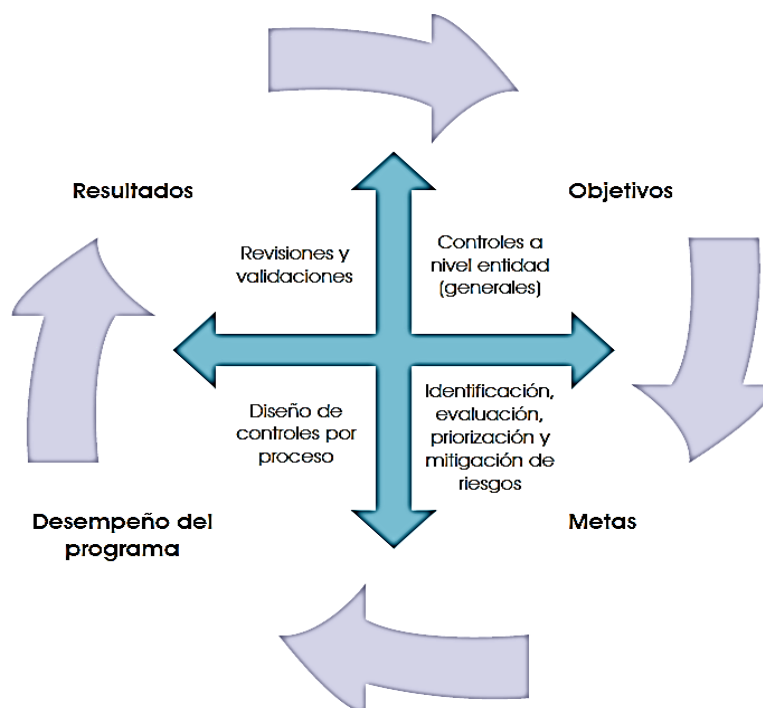 Resultados
Objetivos
Revisiones y
validaciones
Controles a
nivel entidad
(generales)
Diseño de
controles por
proceso
Identificación,
evaluación,
priorización y
mitigación de
riesgos
Desempeño del
programa
Metas